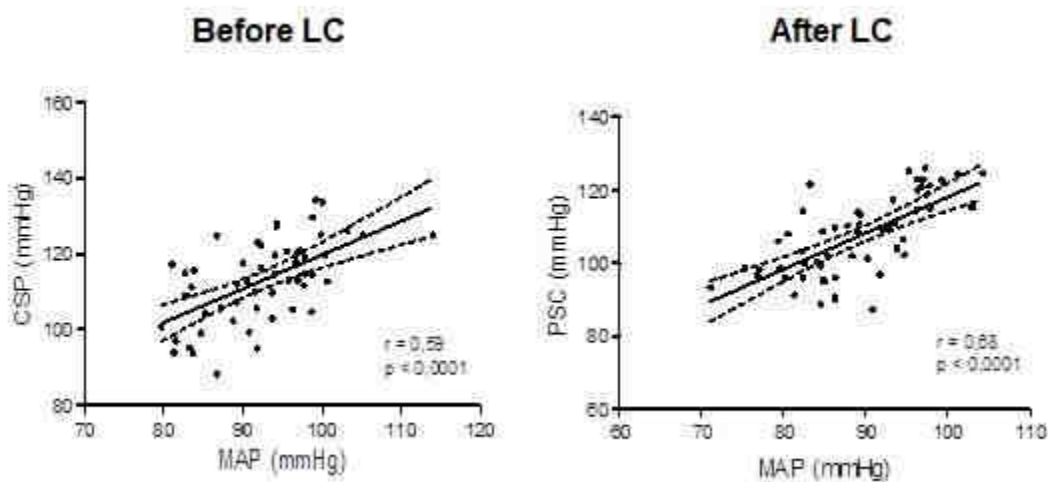 Before LC
After LC
160
140
120
100
80
CSP (mmHg)
r = 0,59
p < 0,0001
70 80 90 100 110 120
MAP (mmHg)
140
120
100
80
60
PSC (mmHg)
r = 0,68
p < 0,0001
60 70 80 90 100 110
MAP (mmHg)